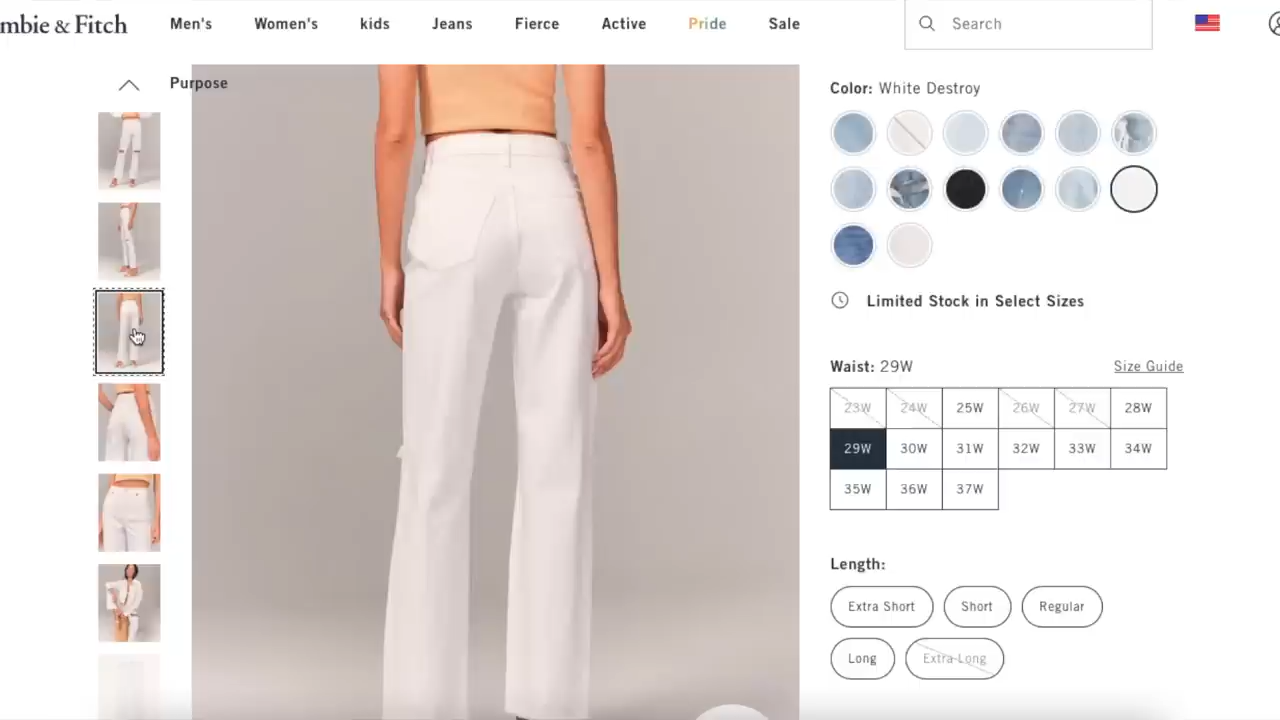 mbie & Fitch
Men's Women's kids Jeans Fierce Active Pride Sale
Search
Purpose
Color: White Destroy
Limited Stock in Select Sizes
Waist: 29W
Size Guide
23W 24W 25W 26W 27W 28W
29W 30W 31W 32W 33W 34W
35W 36W 37W
Length:
Extra Short Short Regular
Long Extra Long